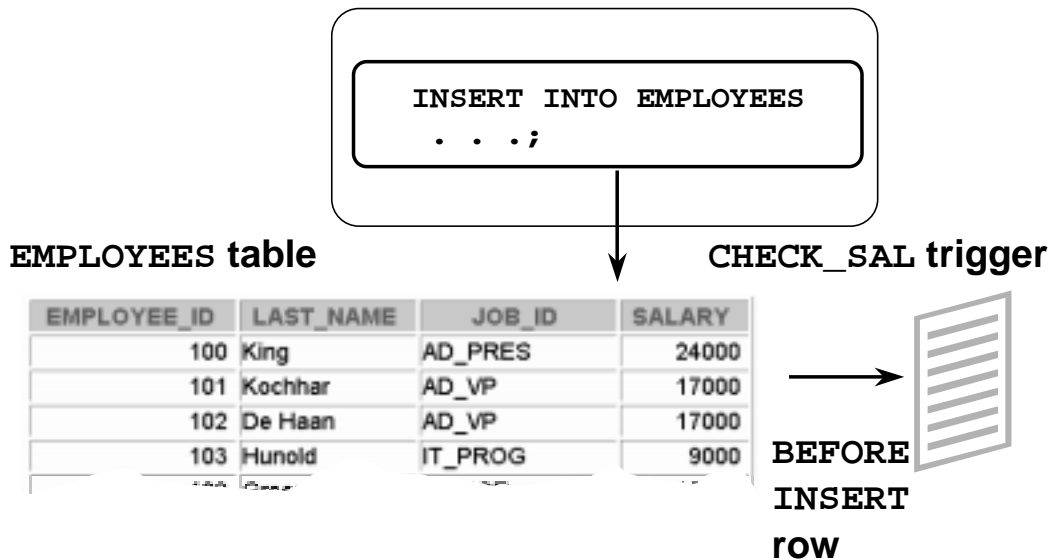 INSERT INTO EMPLOYEES
. . .;
EMPLOYEES table
CHECK_SAL trigger
EMPLOYEE_ID LAST_NAME JOB_ID SALARY
100 King AD_PRES 24000
101 Kochhar AD_VP 17000
102 De Haan AD_VP 17000
103 Hunold IT_PROG 9000
BEFORE
INSERT
row